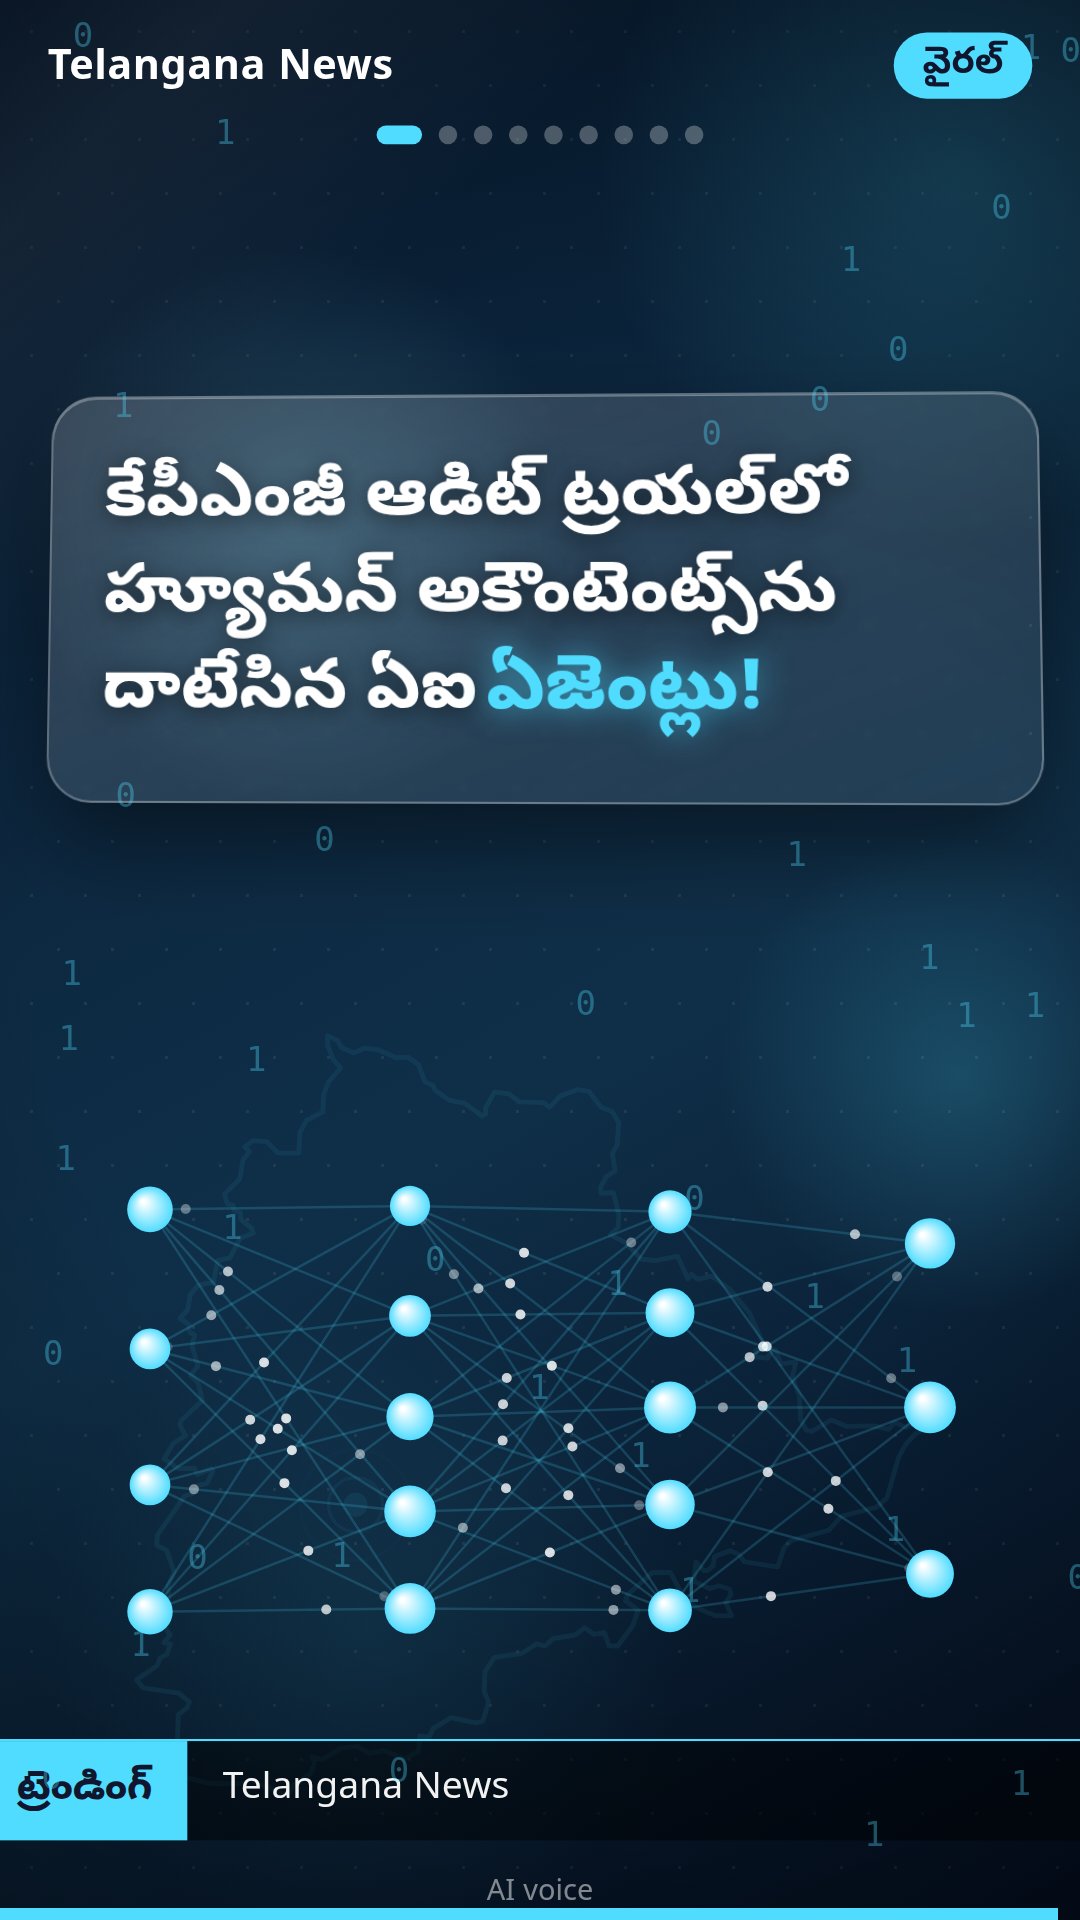 Telangana News
వైరల్
కేపీఎంజీ ఆడిట్ ట్రయల్‌లో
హ్యూమన్ అకౌంటెంట్స్‌ను
దాటేసిన ఏఐ ఏజెంట్లు!
ట్రెండింగ్
Telangana News
AI voice